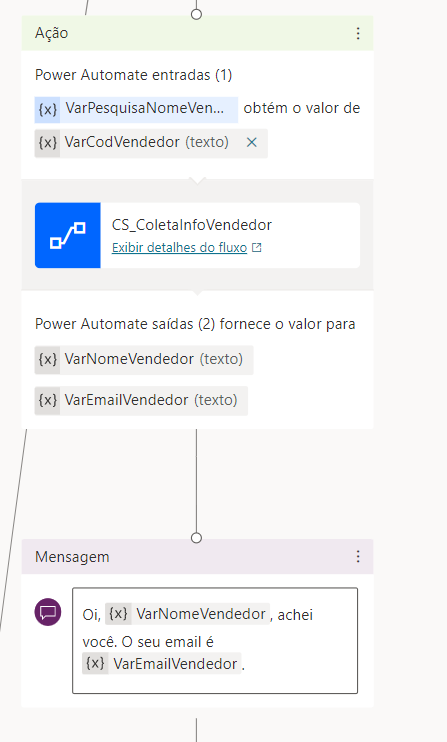 Ação
Power Automate entradas (1)
{x} VarPesquisaNomeVen... obtém o valor de
{x} VarCodVendedor (texto) ×
CS_ColetaInfoVendedor
Exibir detalhes do fluxo
Power Automate saídas (2) fornece o valor para
{x} VarNomeVendedor (texto)
{x} VarEmailVendedor (texto)
Mensagem
Oi, {x} VarNomeVendedor , achei
você. O seu email é
{x} VarEmailVendedor .